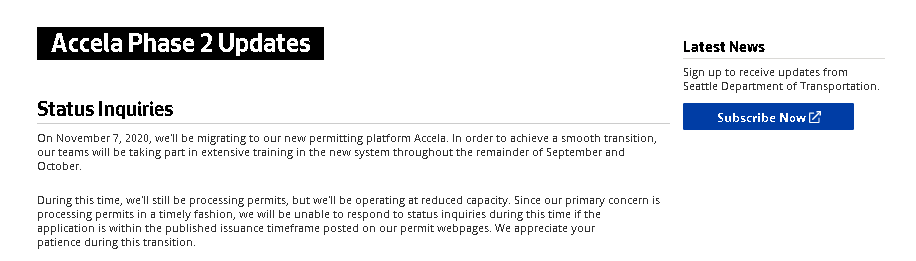 Accela Phase 2 Updates
Status Inquiries
On November 7, 2020, we'll be migrating to our new permitting platform Accela. In order to achieve a smooth transition,
our teams will be taking part in extensive training in the new system throughout the remainder of September and
October.
During this time, we'll still be processing permits, but we'll be operating at reduced capacity. Since our primary concern is
processing permits in a timely fashion, we will be unable to respond to status inquiries during this time if the
application is within the published issuance timeframe posted on our permit webpages. We appreciate your
patience during this transition.
Latest News
Sign up to receive updates from
Seattle Department of Transportation.
Subscribe Now